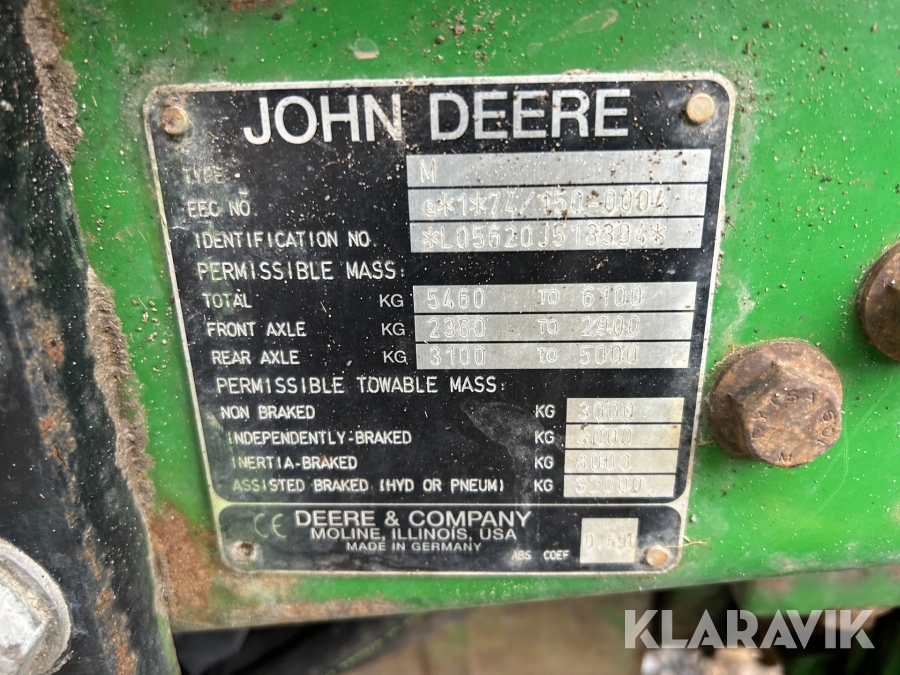 JOHN DEERE
TYPE M
EEC NO. e*1*74/150-0004
IDENTIFICATION NO. *L05620J518394*
PERMISSIBLE MASS:
TOTAL KG 5460 TO 6100
FRONT AXLE KG 2360 TO 2900
REAR AXLE KG 3100 TO 5000
PERMISSIBLE TOWABLE MASS:
NON BRAKED KG 3000
INDEPENDENTLY-BRAKED KG 4000
INERTIA-BRAKED KG 8000
ASSISTED BRAKED (HYD OR PNEUM) KG
CE DEERE & COMPANY
MOLINE, ILLINOIS, USA
MADE IN GERMANY
ABS COEF
KLARAVIK